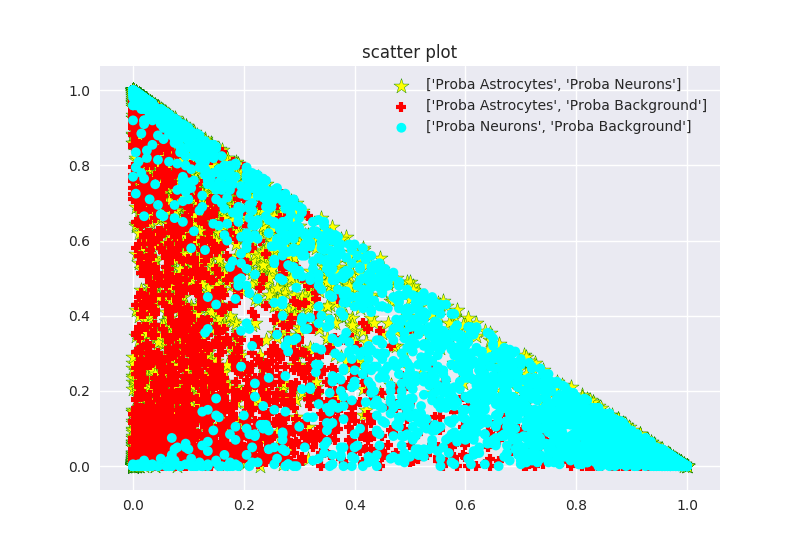 scatter plot
['Proba Astrocytes', 'Proba Neurons']
['Proba Astrocytes', 'Proba Background']
['Proba Neurons', 'Proba Background']
1.0
0.8
0.6
0.4
0.2
0.0
0.0 0.2 0.4 0.6 0.8 1.0